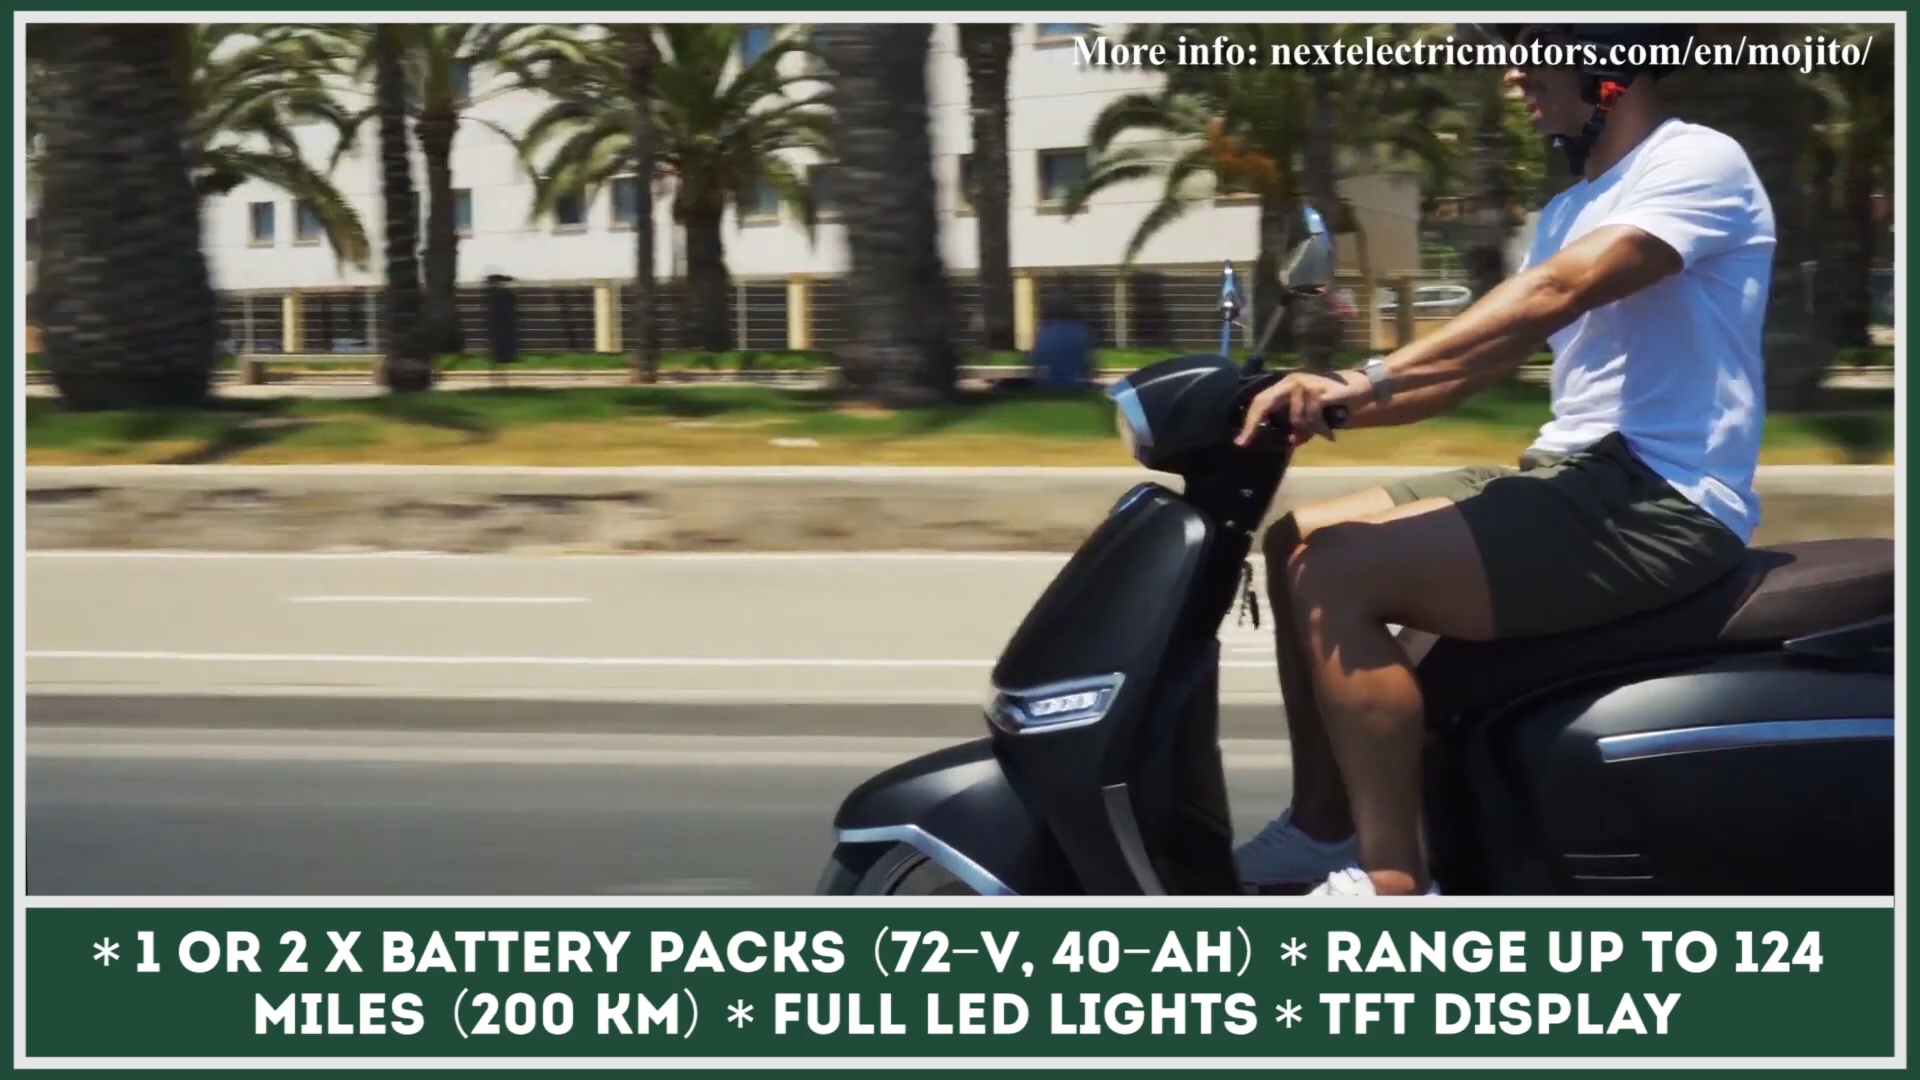 More info: nextelectricmotors.com/en/mojito/
* 1 OR 2 X BATTERY PACKS (72-V, 40-AH) * RANGE UP TO 124
MILES (200 KM) * FULL LED LIGHTS * TFT DISPLAY